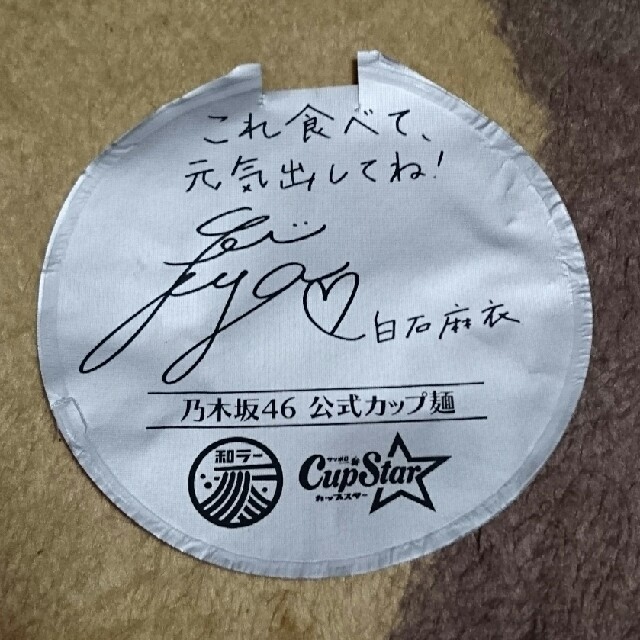 これ食べて、
元気出してね!
白石麻衣
乃木坂46 公式カップ麺
和ラー
サッポロ一番
CupStar
カップスター